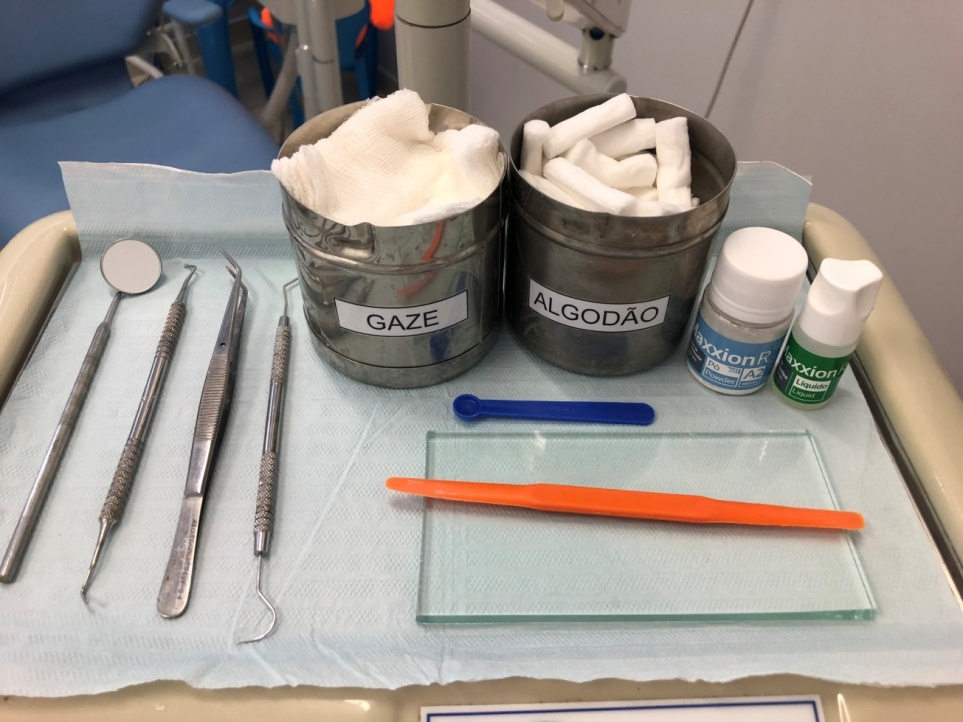 GAZE
ALGODÃO
axxion R
Pó
A2
Powder
axxion R
Líquido
Liquid